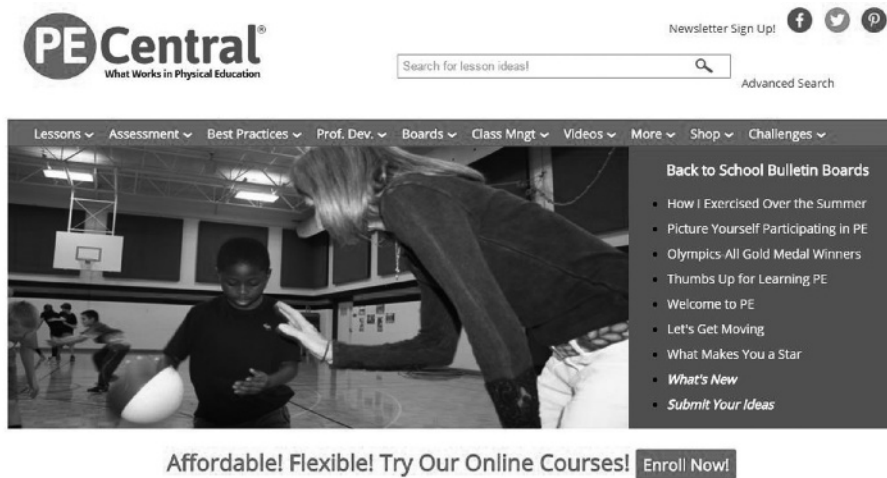 PE Central®
What Works in Physical Education
Newsletter Sign Up!
Search for lesson ideas!
Advanced Search
Lessons Assessment Best Practices Prof. Dev. Boards Class Mngt Videos More Shop Challenges
Back to School Bulletin Boards
How I Exercised Over the Summer
Picture Yourself Participating in PE
Olympics-All Gold Medal Winners
Thumbs Up for Learning PE
Welcome to PE
Let's Get Moving
What Makes You a Star
What's New
Submit Your Ideas
Affordable! Flexible! Try Our Online Courses! Enroll Now!